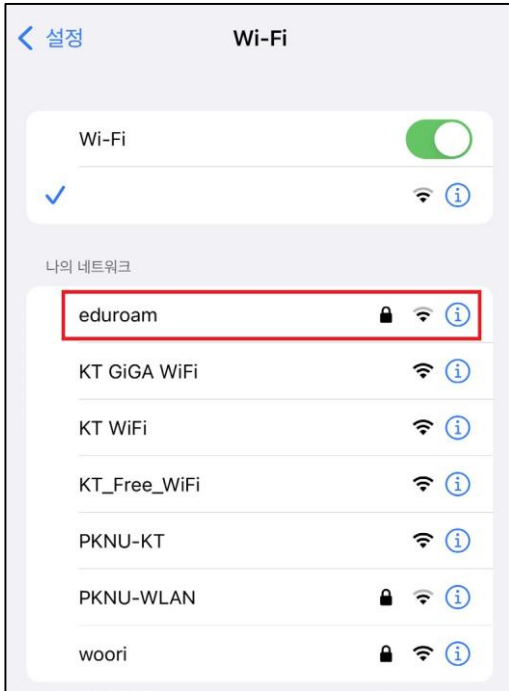 설정
Wi-Fi
Wi-Fi
나의 네트워크
eduroam
KT GiGA WiFi
KT WiFi
KT_Free_WiFi
PKNU-KT
PKNU-WLAN
woori